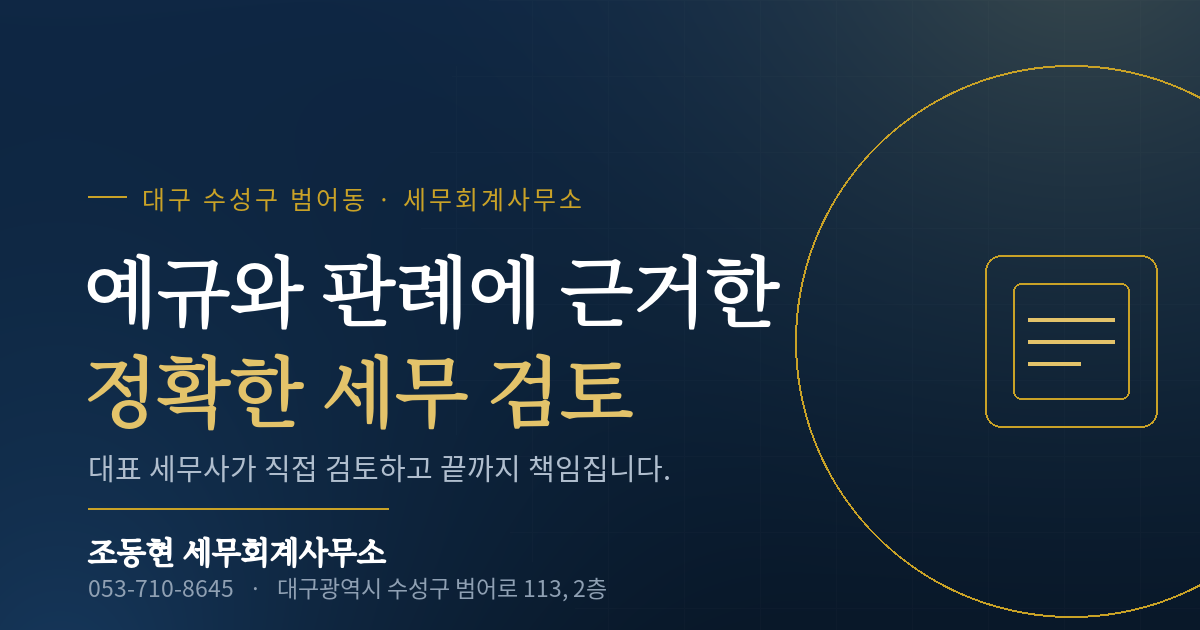 대구 수성구 범어동 · 세무회계사무소
예규와 판례에 근거한
정확한 세무 검토
대표 세무사가 직접 검토하고 끝까지 책임집니다.
조동현 세무회계사무소
053-710-8645 · 대구광역시 수성구 범어로 113, 2층